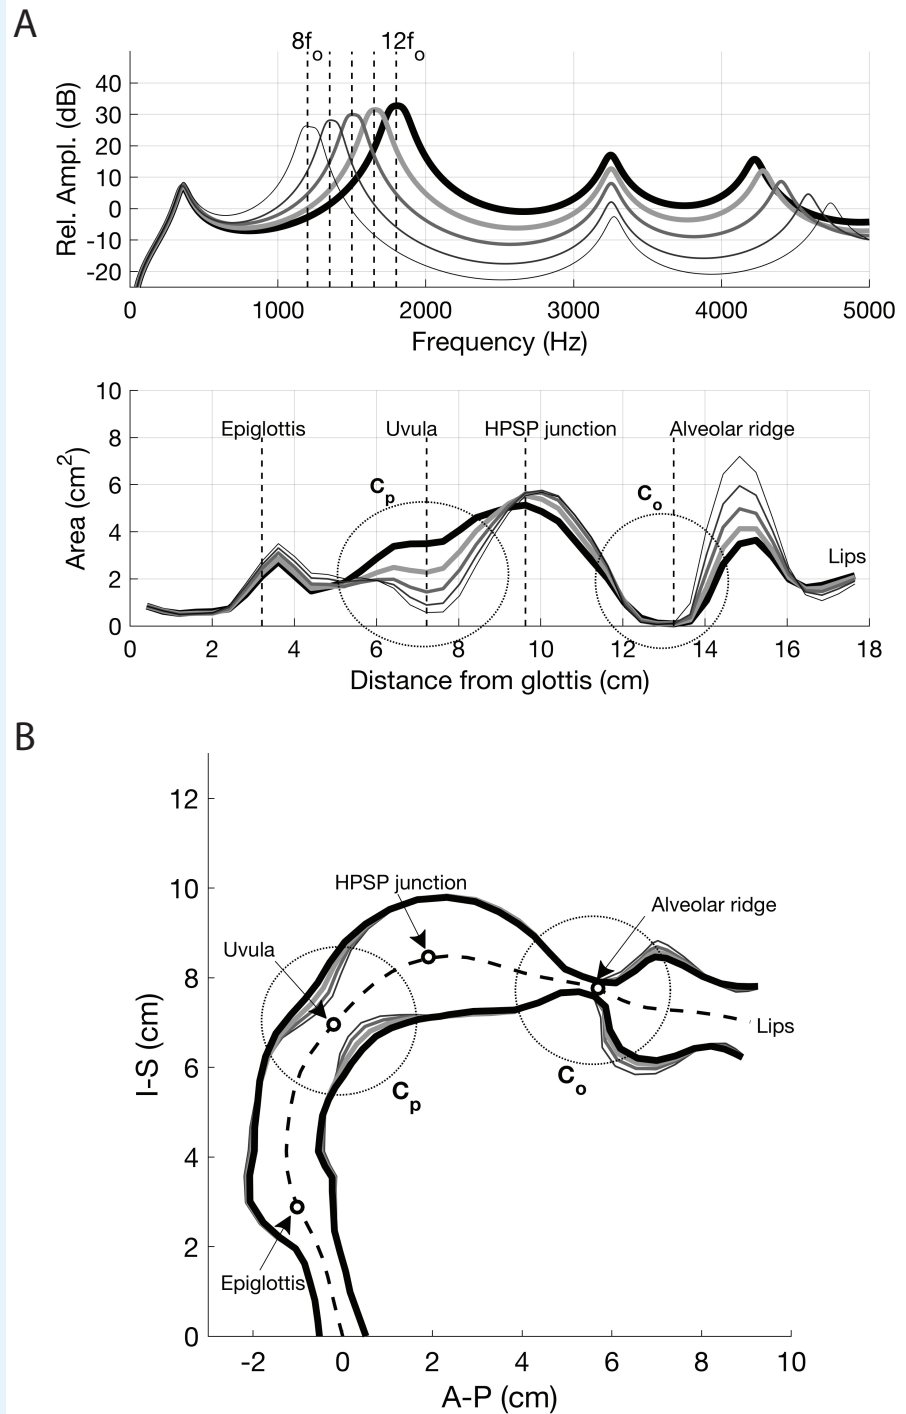 A
8fo 12fo
Rel. Ampl. (dB)
40
30
20
10
0
-10
-20
0 1000 2000 3000 4000 5000
Frequency (Hz)
Area (cm2)
10
8
6
4
2
0
Epiglottis Uvula HPSP junction Alveolar ridge
Cp Co
Lips
0 2 4 6 8 10 12 14 16 18
Distance from glottis (cm)
B
I-S (cm)
12
10
8
6
4
2
0
HPSP junction
Alveolar ridge
Uvula
Lips
Cp Co
Epiglottis
-2 0 2 4 6 8 10
A-P (cm)